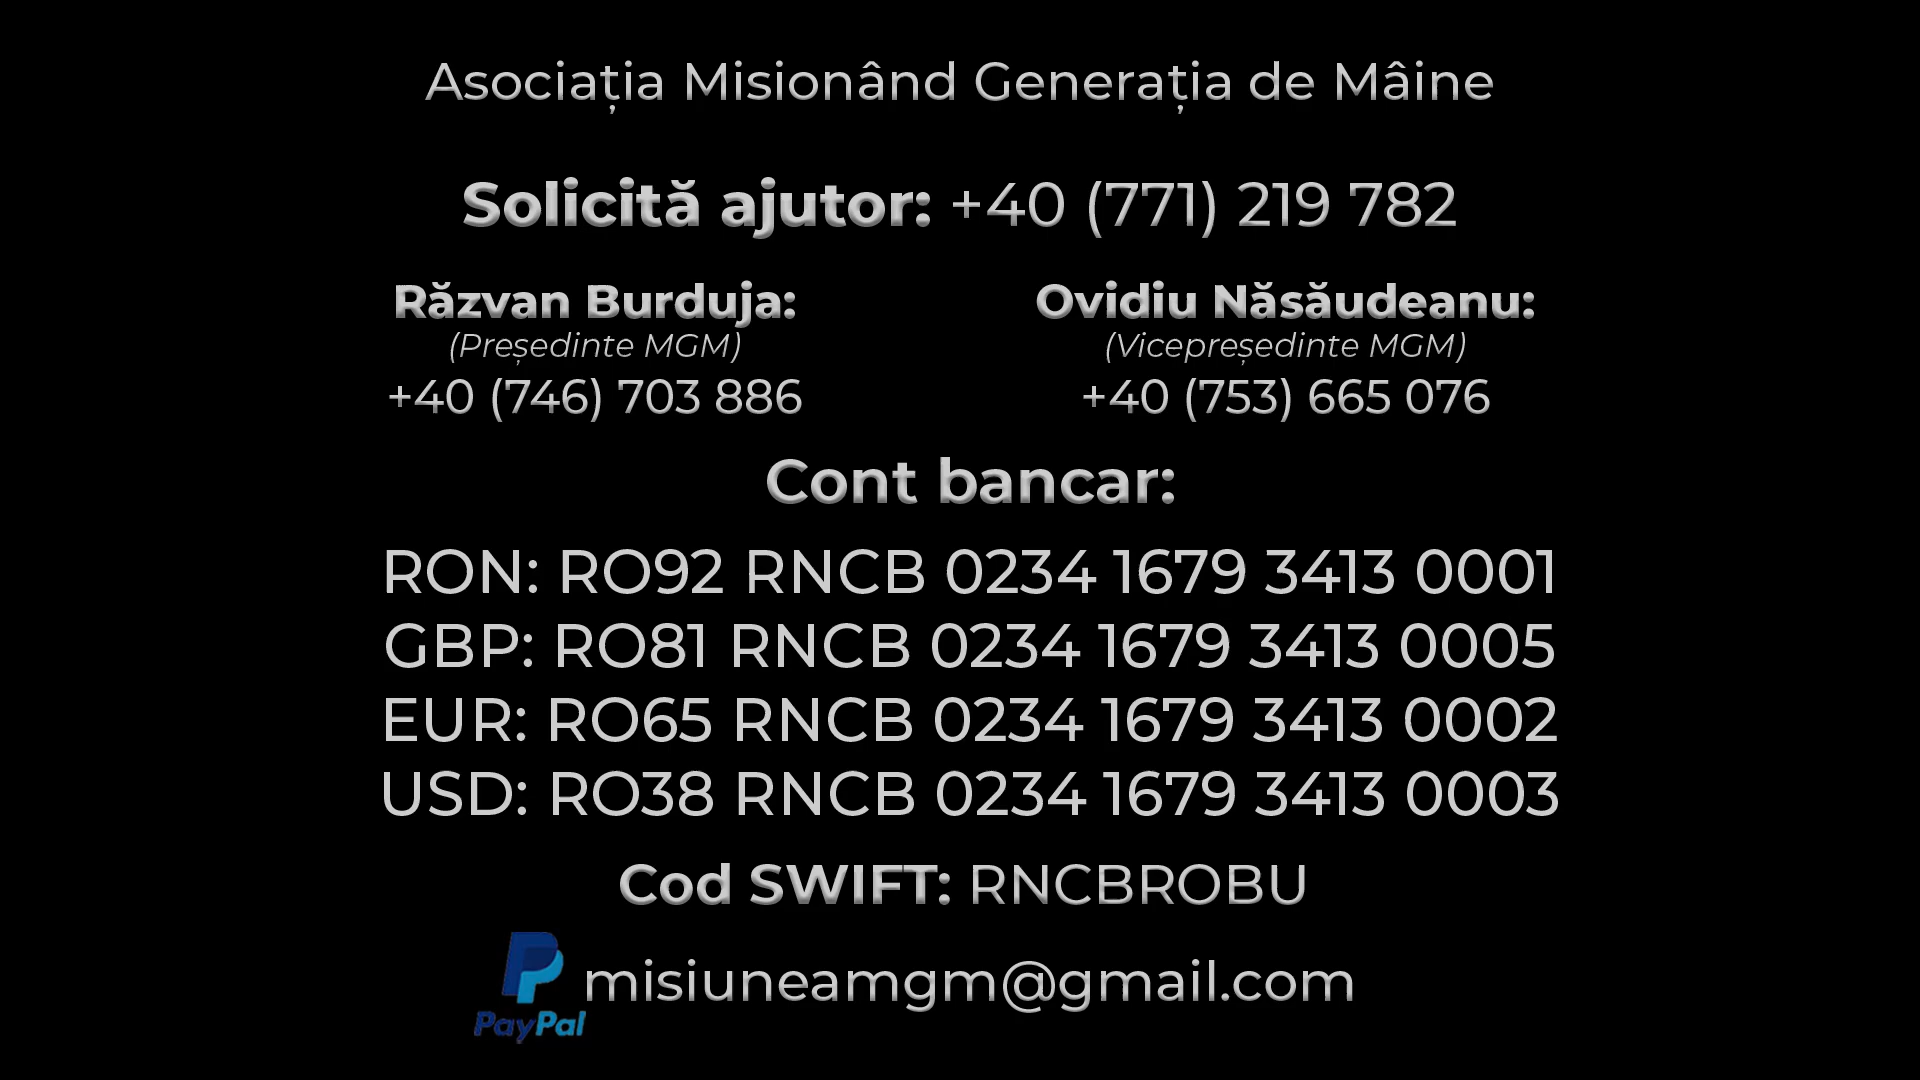 Asociația Misionând Generația de Mâine
Solicită ajutor: +40 (771) 219 782
Răzvan Burduja:
(Președinte MGM)
+40 (746) 703 886
Ovidiu Năsăudeanu:
(Vicepreședinte MGM)
+40 (753) 665 076
Cont bancar:
RON: RO92 RNCB 0234 1679 3413 0001
GBP: RO81 RNCB 0234 1679 3413 0005
EUR: RO65 RNCB 0234 1679 3413 0002
USD: RO38 RNCB 0234 1679 3413 0003
Cod SWIFT: RNCBROBU
PayPal misiuneamgm@gmail.com